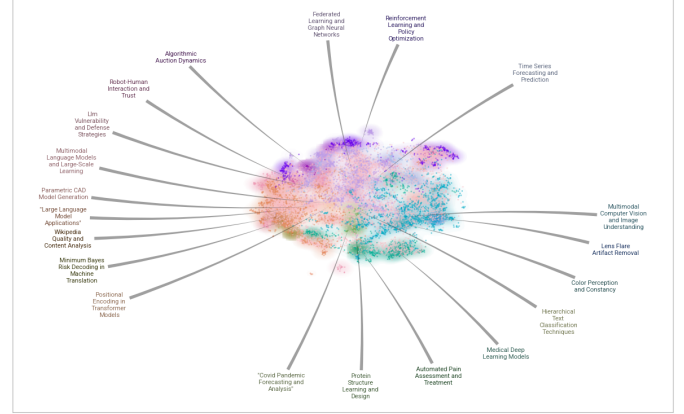 Federated
Learning and
Graph Neural
Networks
Reinforcement
Learning and
Policy
Optimization
Algorithmic
Auction Dynamics
Time Series
Forecasting and
Prediction
Robot-Human
Interaction and
Trust
Llm
Vulnerability
and Defense
Strategies
Multimodal
Language Models
and Large-Scale
Learning
Parametric CAD
Model Generation
"Large Language
Model
Applications"
Wikipedia
Quality and
Content Analysis
Minimum Bayes
Risk Decoding in
Machine
Translation
Positional
Encoding in
Transformer
Models
Multimodal
Computer Vision
and Image
Understanding
Lens Flare
Artifact Removal
Color Perception
and Constancy
Hierarchical
Text
Classification
Techniques
Medical Deep
Learning Models
Automated Pain
Assessment and
Treatment
Protein
Structure
Learning and
Design
"Covid Pandemic
Forecasting and
Analysis"